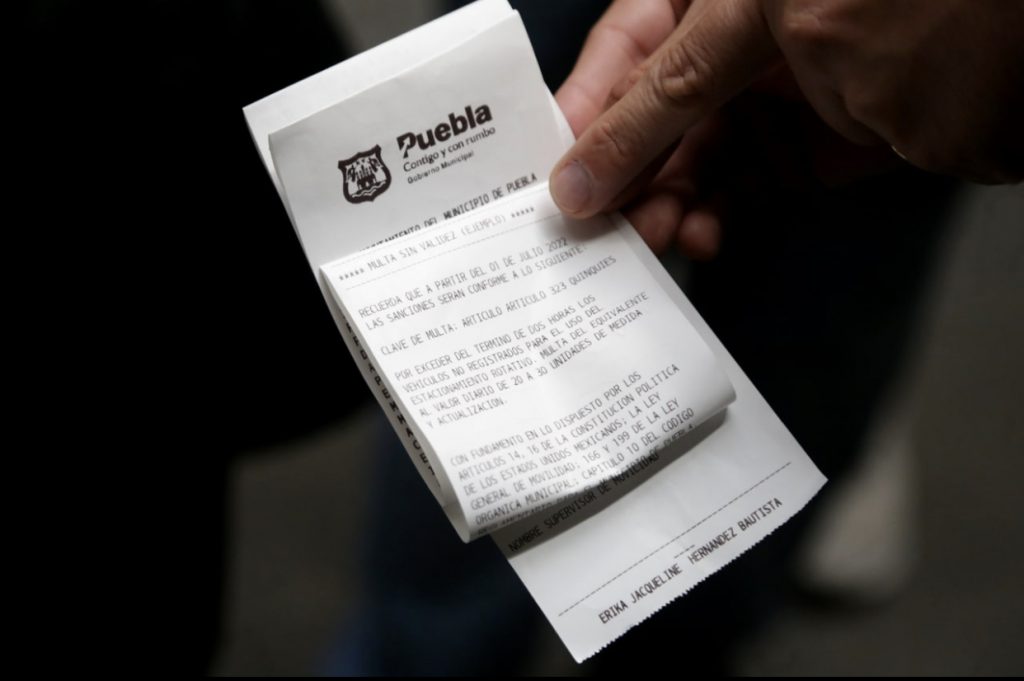 Puebla
Contigo y con rumbo
Gobierno Municipal
DEL MUNICIPIO DE PUEBLA
***** MULTA SIN VALIDEZ (EJEMPLO) *****
RECUERDA QUE A PARTIR DEL 01 DE JULIO 2022
LAS SANCIONES SERAN CONFORME A LO SIGUIENTE:
CLAVE DE MULTA: ARTICULO ARTICULO 323 QUINQUIES
POR EXCEDER DEL TERMINO DE DOS HORAS LOS
VEHICULOS NO REGISTRADOS PARA EL USO DEL
ESTACIONAMIENTO ROTATIVO. MULTA DEL EQUIVALENTE
AL VALOR DIARIO DE 20 A 30 UNIDADES DE MEDIDA
Y ACTUALIZACION.
CON FUNDAMENTO EN LO DISPUESTO POR LOS
ARTICULOS 14, 16 DE LA CONSTITUCION POLITICA
DE LOS ESTADOS UNIDOS MEXICANOS; LA LEY
GENERAL DE MOVILIDAD; 166 Y 199 DE LA LEY
ORGANICA MUNICIPAL; CAPITULO 10 DEL CODIGO
NOMBRE SUPERVISOR DE MOVILIDAD
ERIKA JACQUELINE HERNANDEZ BAUTISTA